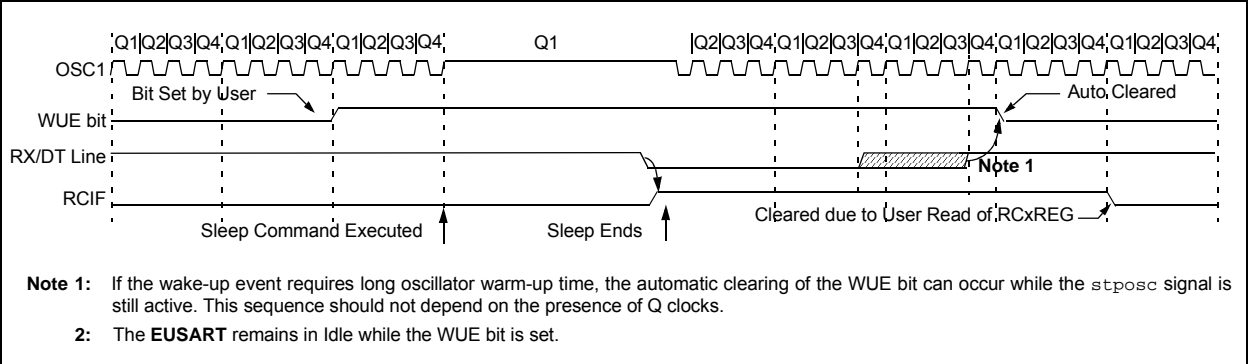 Q1 Q2 Q3 Q4 Q1 Q2 Q3 Q4 Q1 Q2 Q3 Q4 Q1 Q2 Q3 Q4 Q1 Q2 Q3 Q4 Q1 Q2 Q3 Q4 Q1 Q2 Q3 Q4
OSC1
Bit Set by User
Auto Cleared
WUE bit
RX/DT Line
Note 1
RCIF
Cleared due to User Read of RCxREG
Sleep Command Executed
Sleep Ends
Note 1: If the wake-up event requires long oscillator warm-up time, the automatic clearing of the WUE bit can occur while the stposc signal is
still active. This sequence should not depend on the presence of Q clocks.
2: The EUSART remains in Idle while the WUE bit is set.